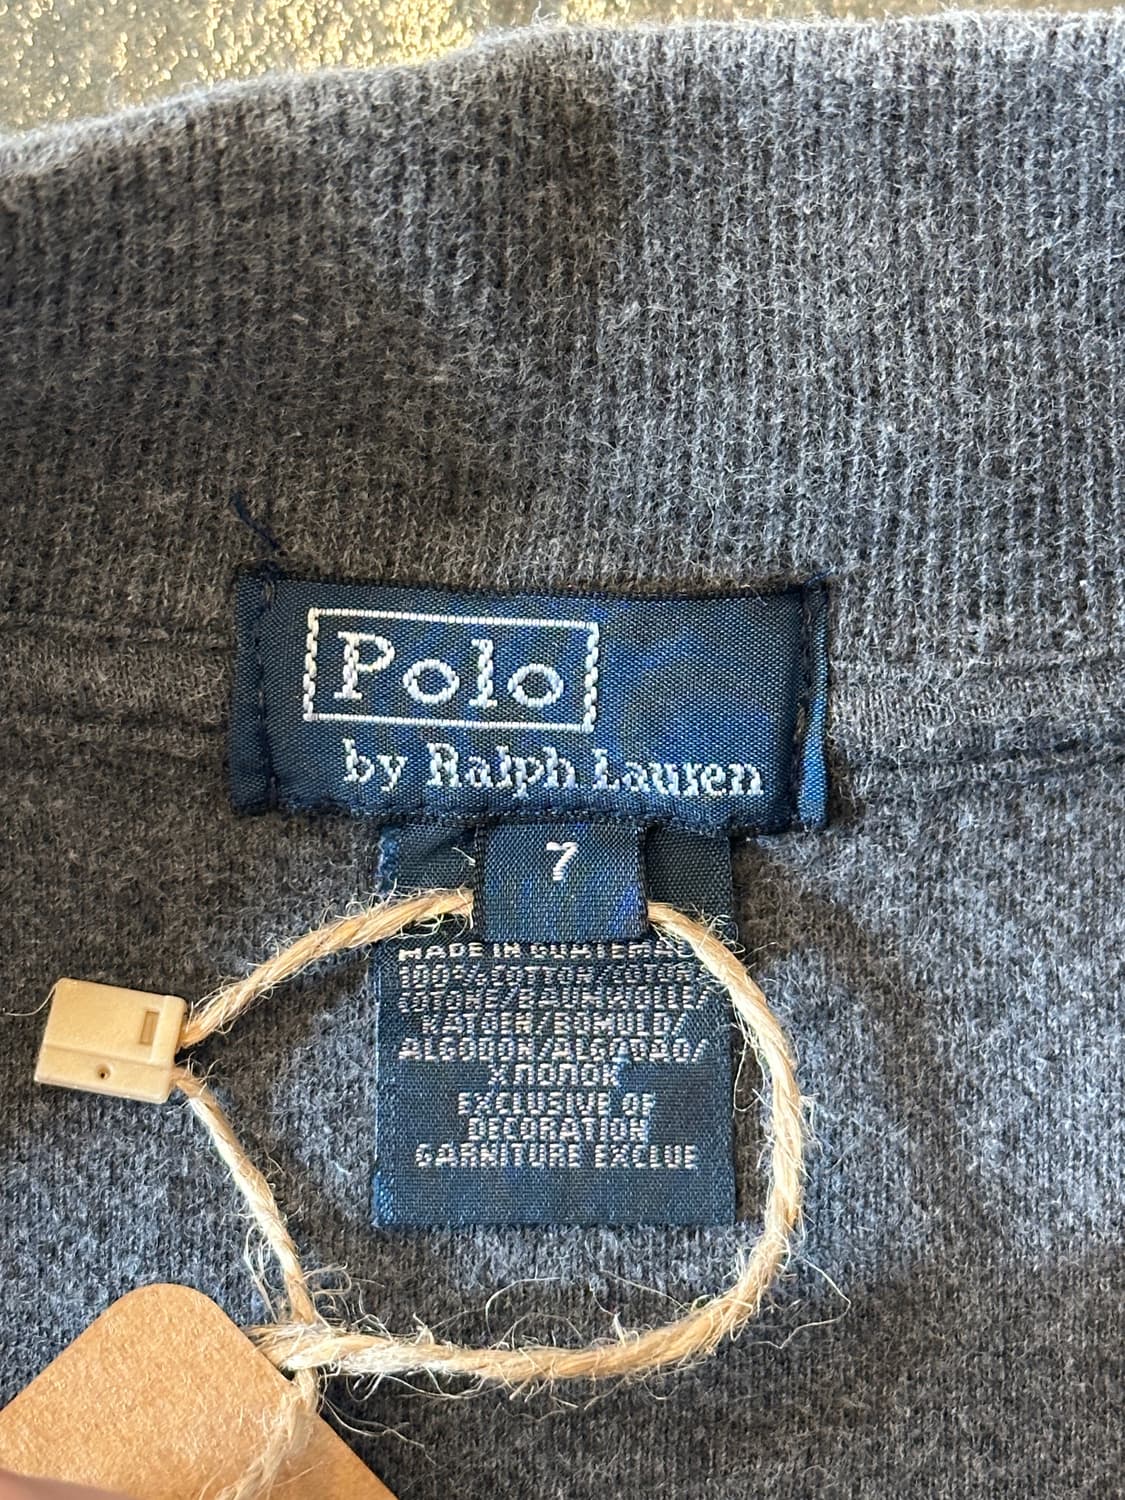 Polo
by Ralph Lauren
7
MADE IN GUATEMALA
100% COTTON/COTON/
COTONE/BAUMWOLLE/
KATOEN/BOMULD/
ALGODON/ALGODAO/
ХЛОПОК
EXCLUSIVE OF
DECORATION
GARNITURE EXCLUE